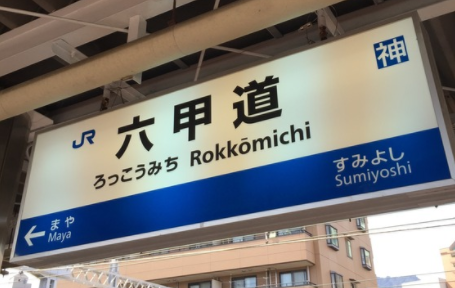 神
JR 六甲道
ろっこうみち Rokkōmichi
すみよし
Sumiyoshi
← まや
Maya